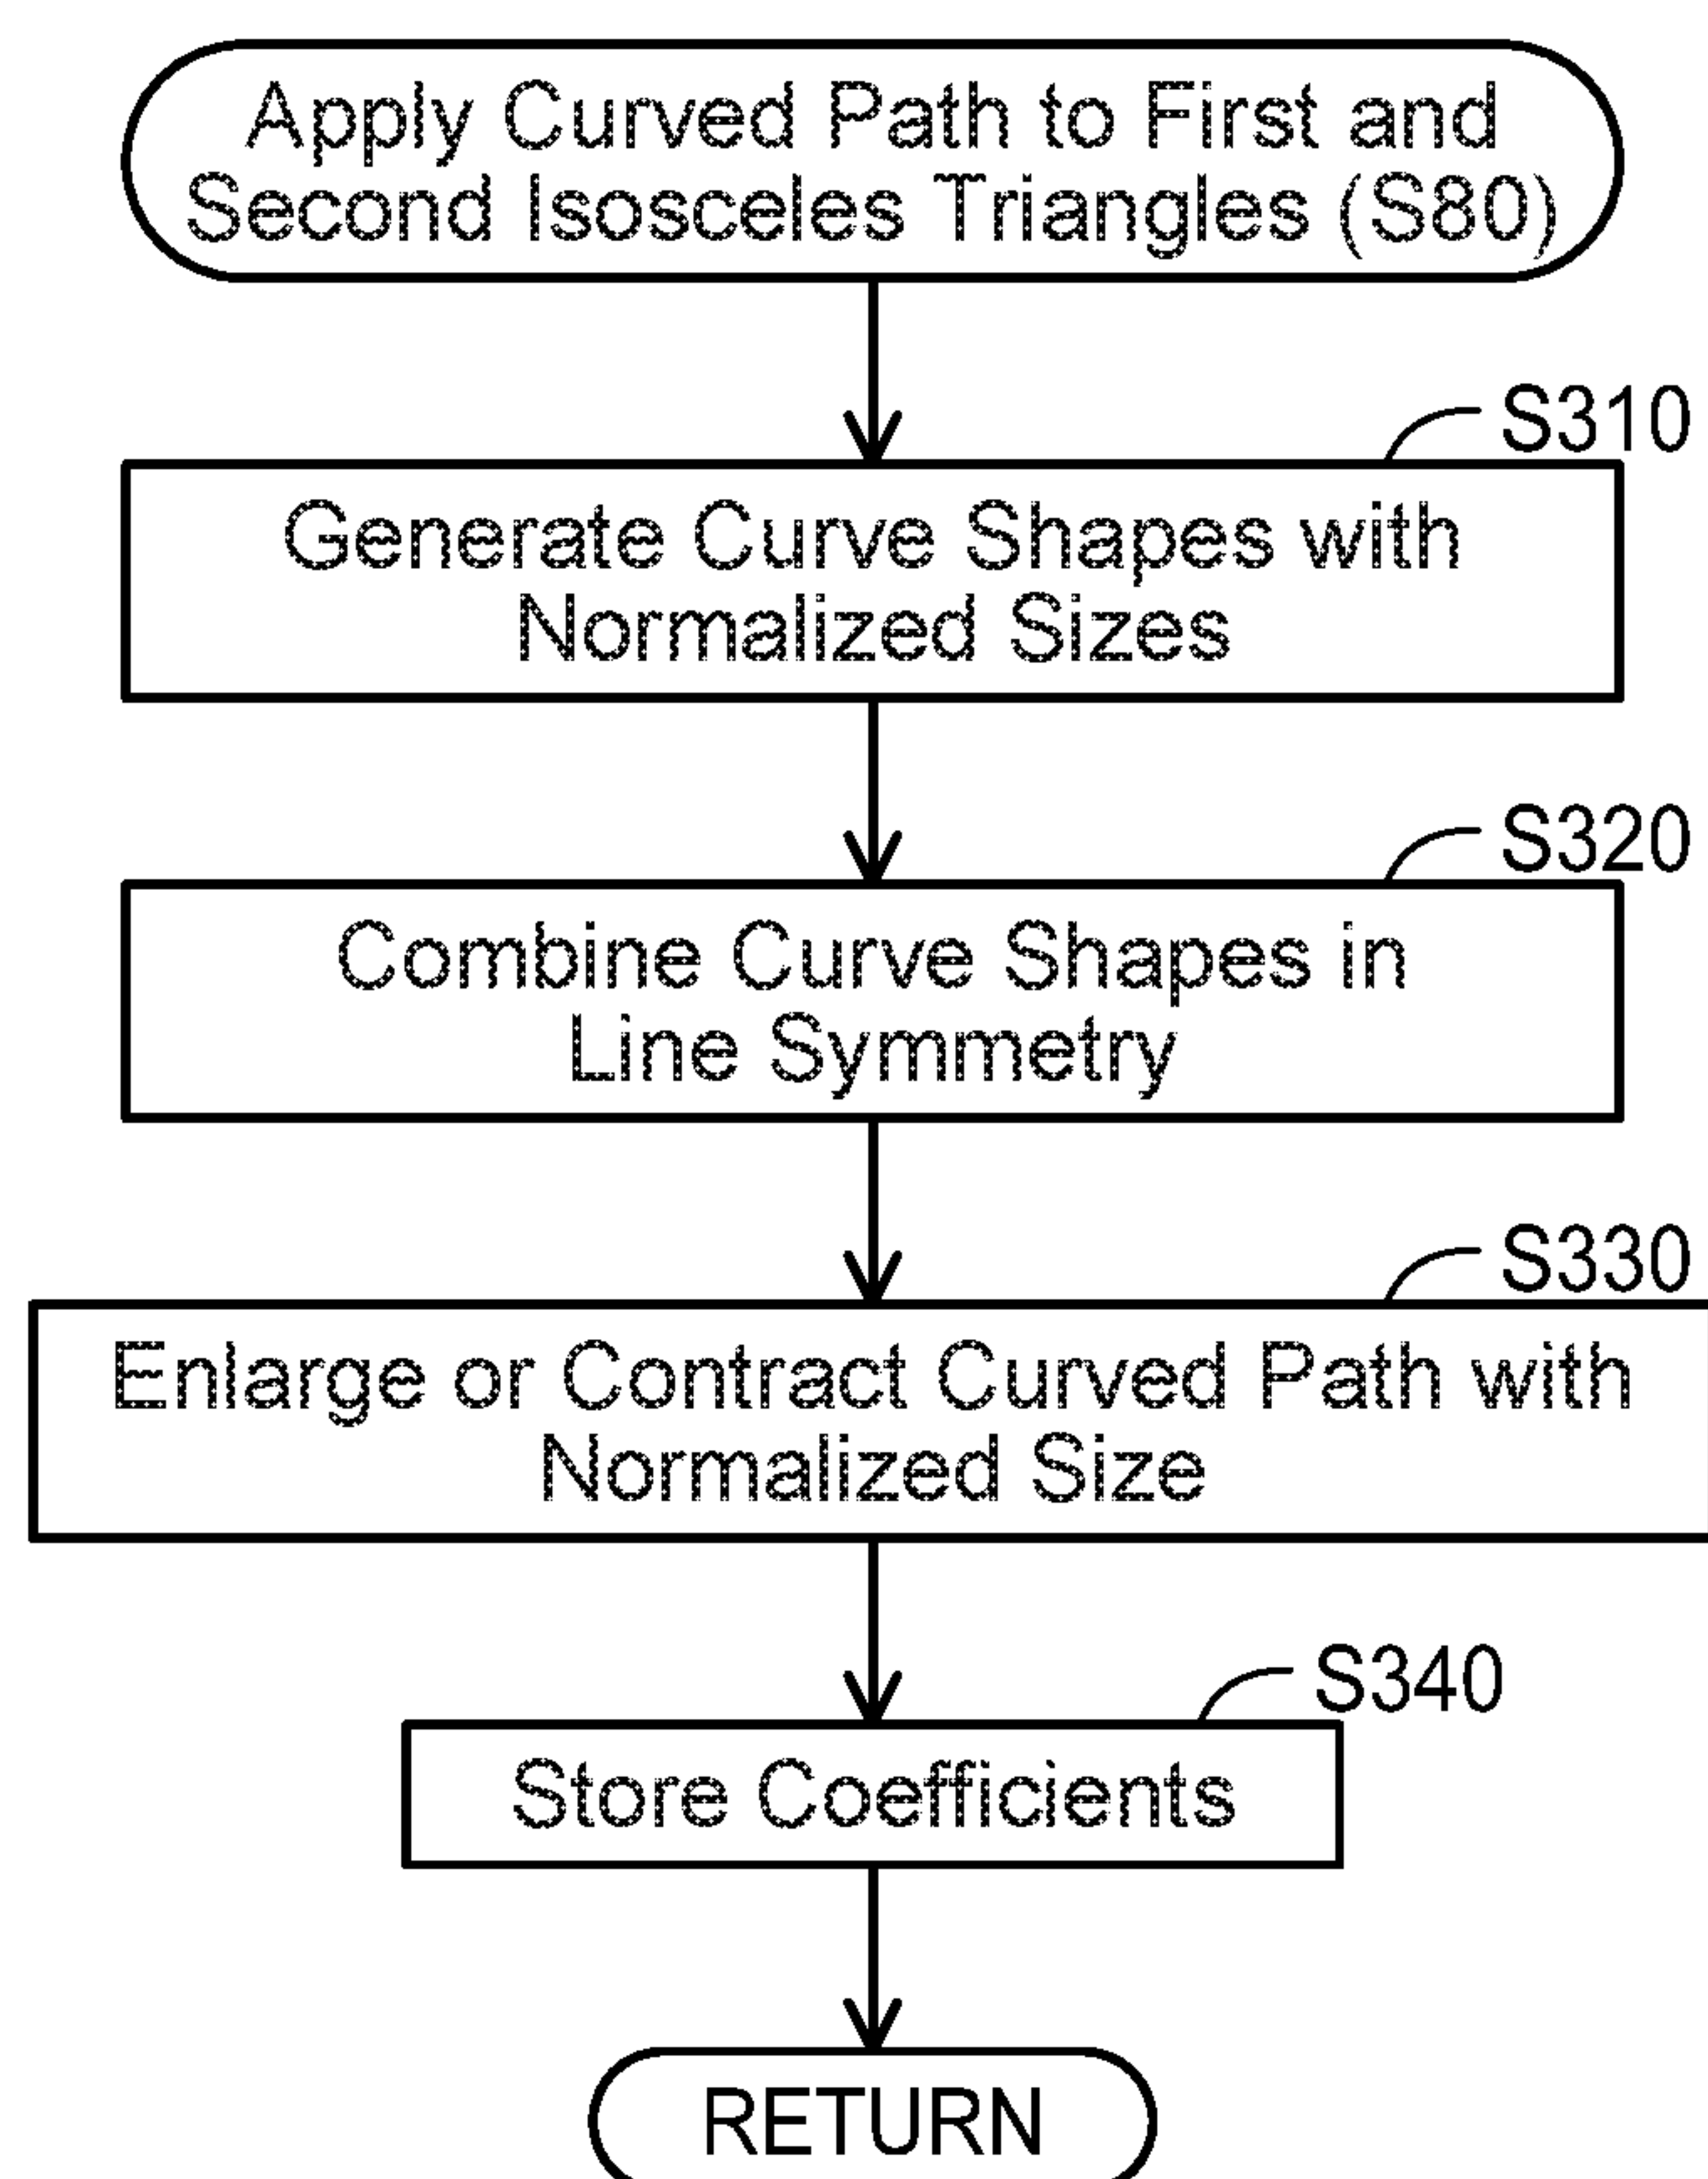 Apply Curved Path to First and
Second Isosceles Triangles (S80)
S310
Generate Curve Shapes with
Normalized Sizes
S320
Combine Curve Shapes in
Line Symmetry
S330
Enlarge or Contract Curved Path with
Normalized Size
S340
Store Coefficients
RETURN